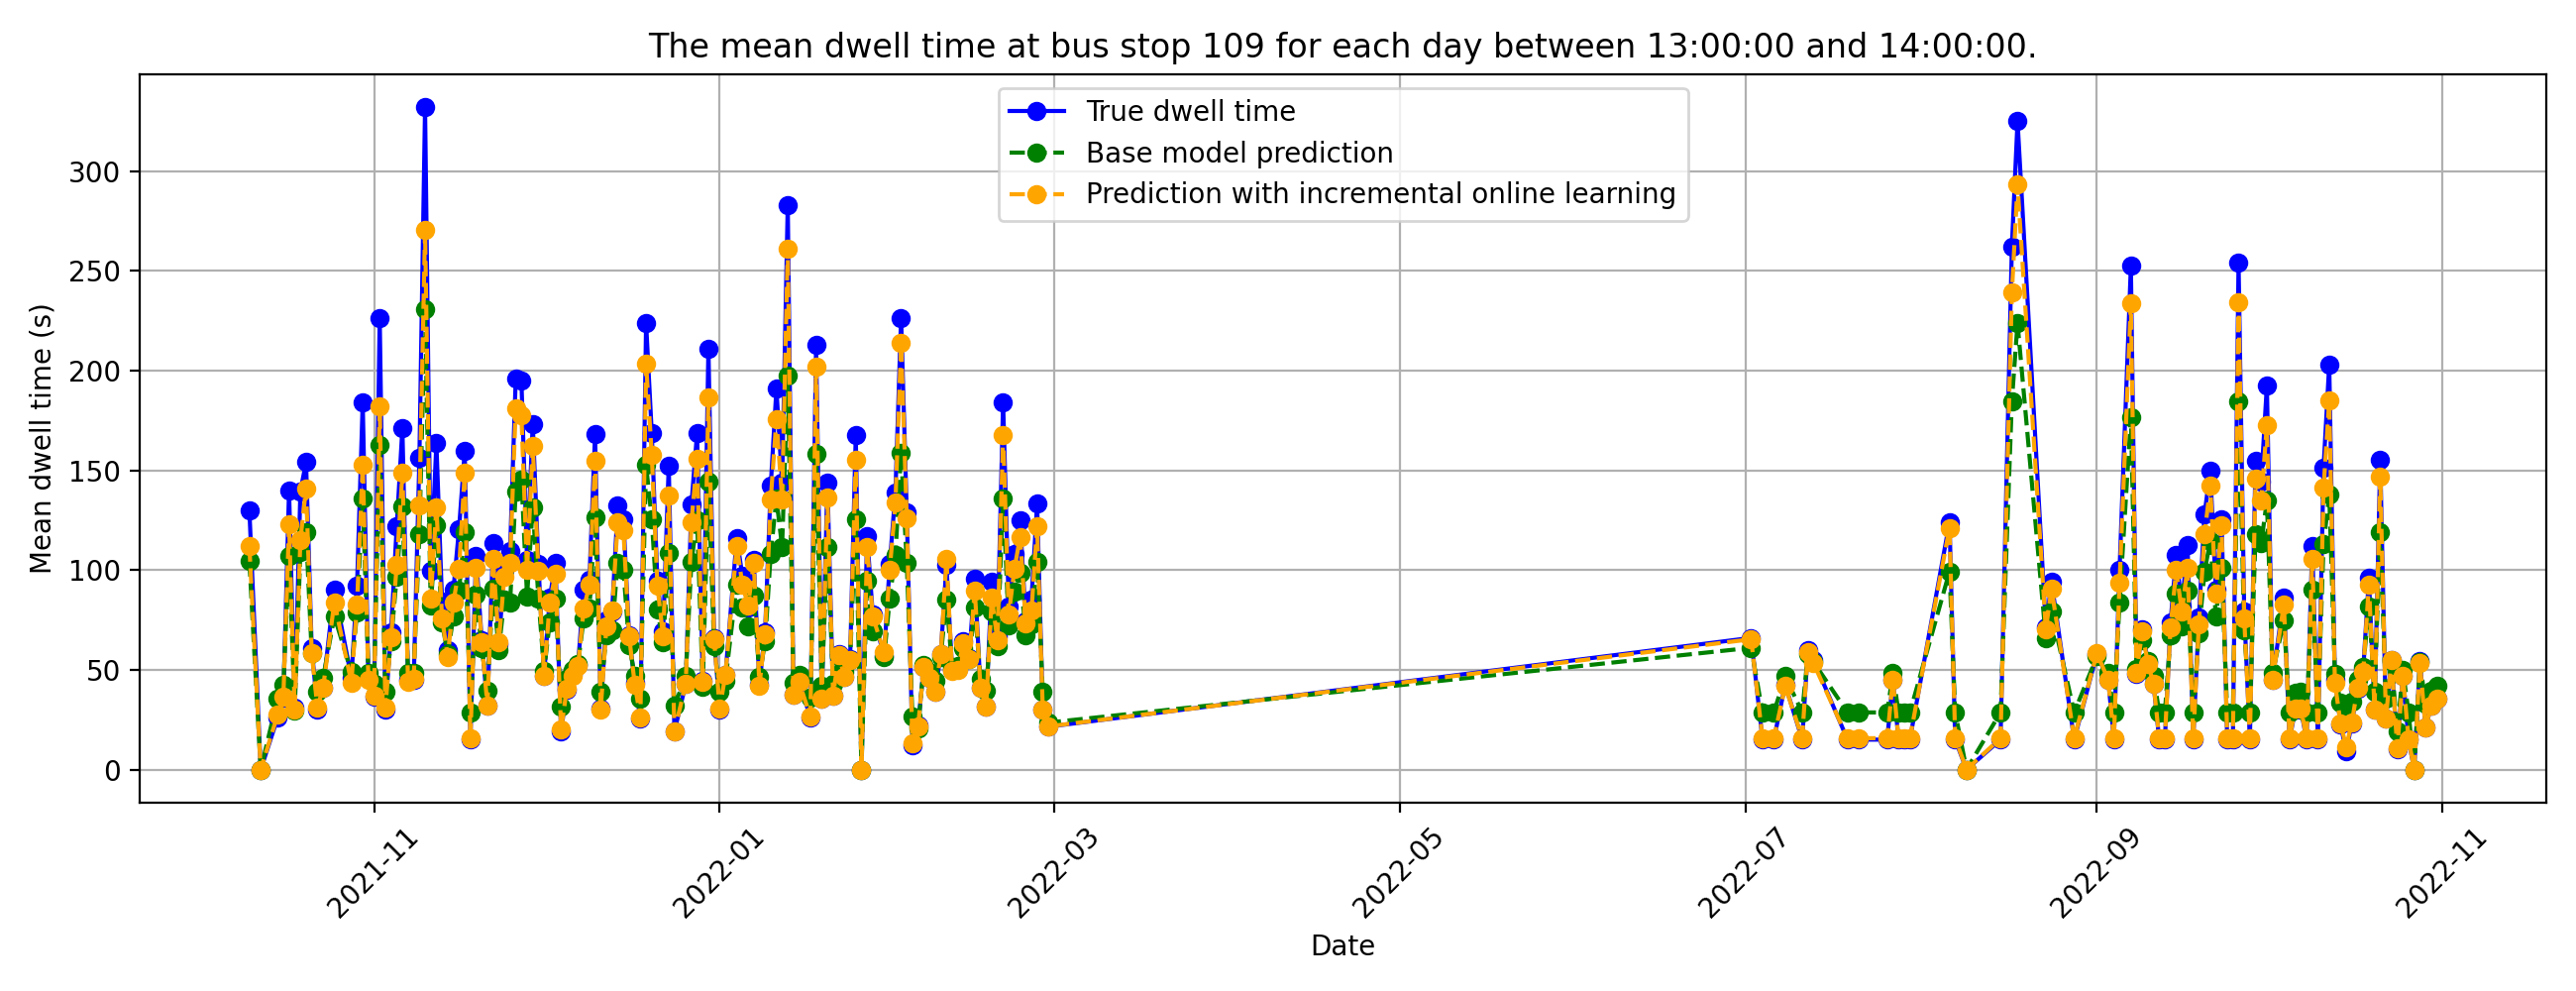 The mean dwell time at bus stop 109 for each day between 13:00:00 and 14:00:00.
True dwell time
Base model prediction
Prediction with incremental online learning
Mean dwell time (s)
300
250
200
150
100
50
0
2021-11
2022-01
2022-03
2022-05
2022-07
2022-09
2022-11
Date